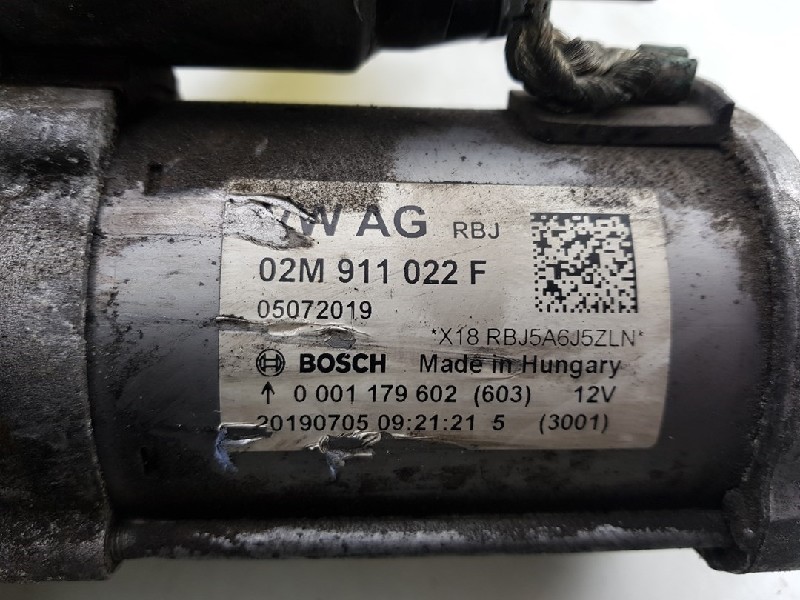 VW AG RBJ
02M 911 022 F
05072019
*X18 RBJ5A6J5ZLN*
BOSCH Made in Hungary
↑ 0 001 179 602 (603) 12V
20190705 09:21:21 5 (3001)